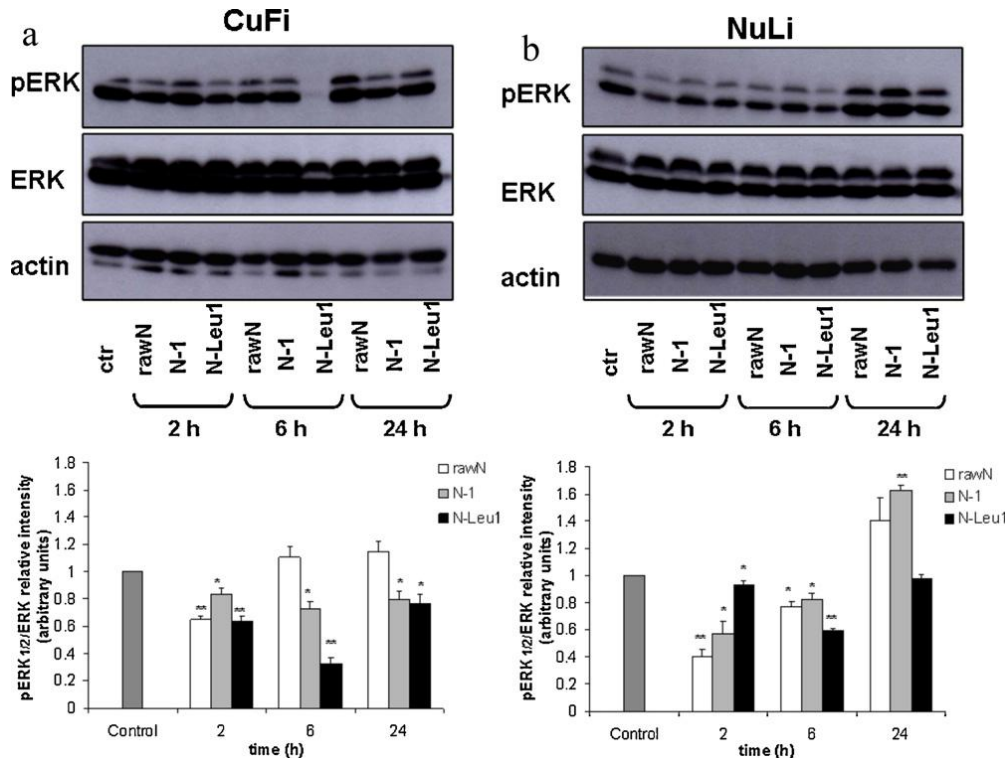 a
CuFi
pERK
ERK
actin
ctr
rawN
N-1
N-Leu1
rawN
N-1
N-Leu1
rawN
N-1
N-Leu1
2 h
6 h
24 h
pERK1/2/ERK relative intensity
(arbitrary units)
1.8
1.6
1.4
1.2
1
0.8
0.6
0.4
0.2
0
rawN
N-1
N-Leu1
** * **
* **
* *
Control
2
6
24
time (h)
b
NuLi
pERK
ERK
actin
ctr
rawN
N-1
N-Leu1
rawN
N-1
N-Leu1
rawN
N-1
N-Leu1
2 h
6 h
24 h
pERK1/2/ERK relative intensity
(arbitrary units)
1.8
1.6
1.4
1.2
1
0.8
0.6
0.4
0.2
0
rawN
N-1
N-Leu1
** * *
* * **
**
Control
2
6
24
time (h)